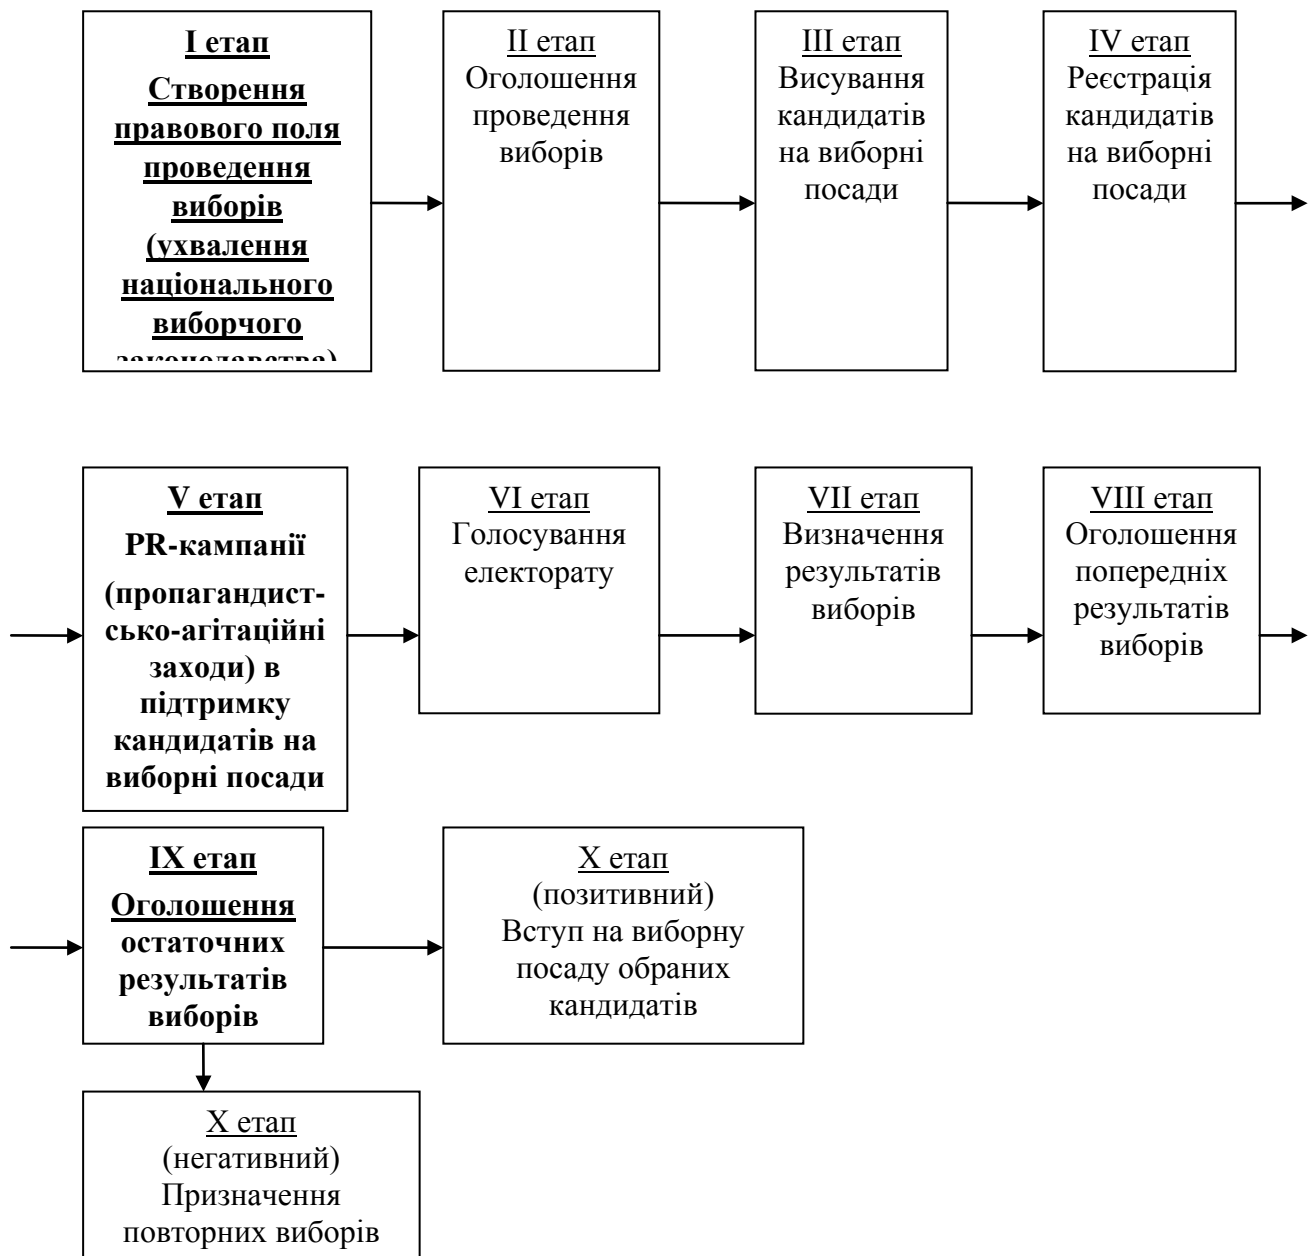 I етап
Створення
правового поля
проведення
виборів
(ухвалення
національного
виборчого
законодавства)
II етап
Оголошення
проведення
виборів
III етап
Висування
кандидатів
на виборні
посади
IV етап
Реєстрація
кандидатів
на виборні
посади
V етап
PR-кампанії
(пропагандист-
сько-агітаційні
заходи) в
підтримку
кандидатів на
виборні посади
VI етап
Голосування
електорату
VII етап
Визначення
результатів
виборів
VIII етап
Оголошення
попередніх
результатів
виборів
IX етап
Оголошення
остаточних
результатів
виборів
X етап
(позитивний)
Вступ на виборну
посаду обраних
кандидатів
X етап
(негативний)
Призначення
повторних виборів